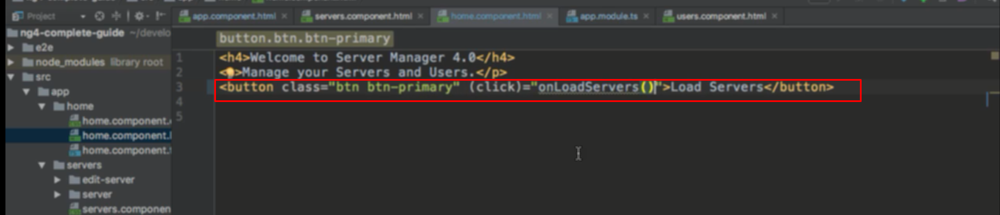 Project
app.component.html
servers.component.html
home.component.html
app.module.ts
users.component.html
ng4-complete-guide ~/develo
button.btn.btn-primary
e2e
node_modules library root
src
app
home
home.component.
home.component.
home.component.
servers
edit-server
server
servers.componen
1 <h4>Welcome to Server Manager 4.0</h4>
2 <p>Manage your Servers and Users.</p>
3 <button class="btn btn-primary" (click)="onLoadServers()">Load Servers</button>
4
5